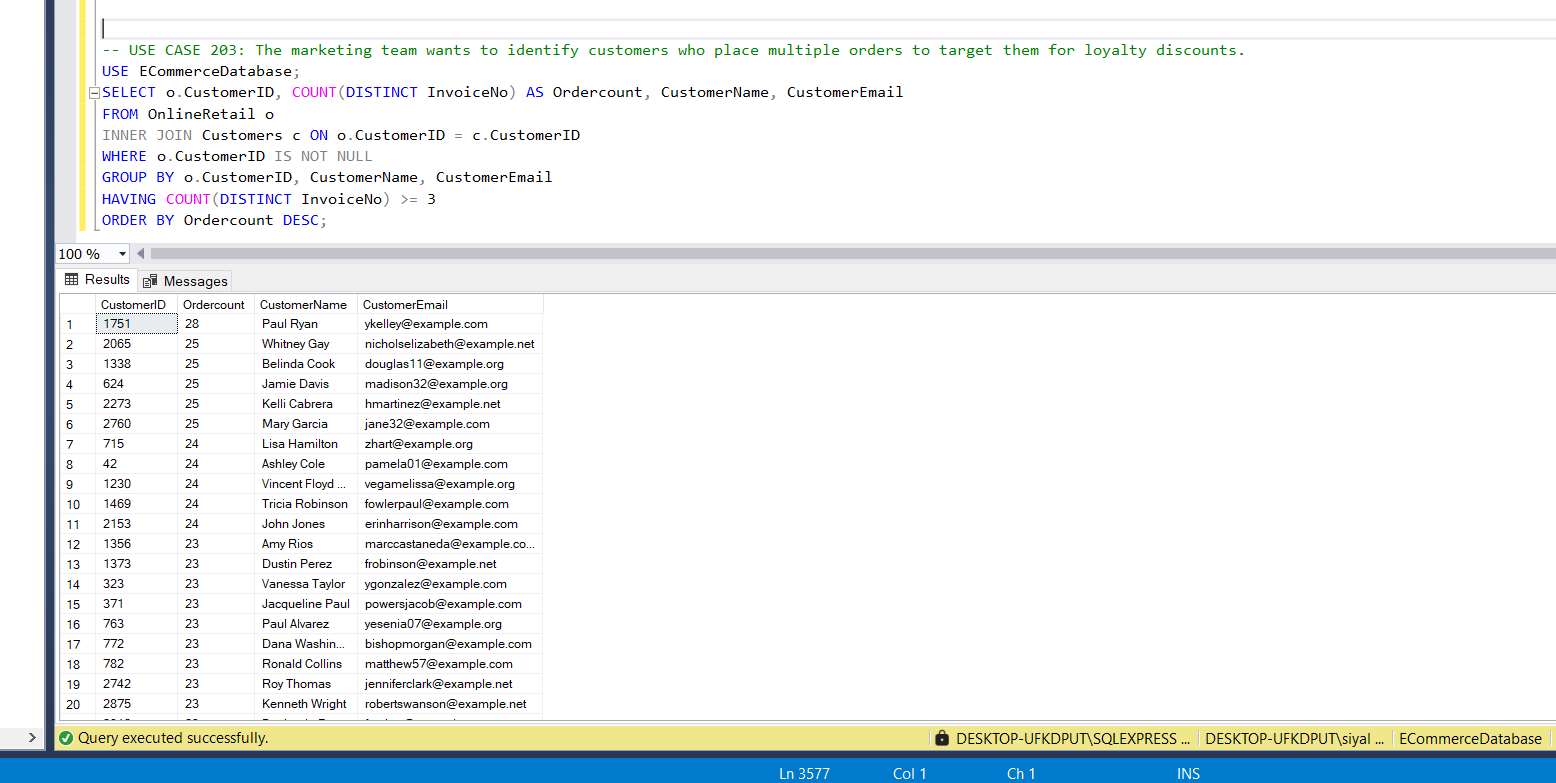 -- USE CASE 203: The marketing team wants to identify customers who place multiple orders to target them for loyalty discounts.
USE ECommerceDatabase;
SELECT o.CustomerID, COUNT(DISTINCT InvoiceNo) AS Ordercount, CustomerName, CustomerEmail
FROM OnlineRetail o
INNER JOIN Customers c ON o.CustomerID = c.CustomerID
WHERE o.CustomerID IS NOT NULL
GROUP BY o.CustomerID, CustomerName, CustomerEmail
HAVING COUNT(DISTINCT InvoiceNo) >= 3
ORDER BY Ordercount DESC;
100 %
Results Messages
CustomerID Ordercount CustomerName CustomerEmail
1 1751 28 Paul Ryan ykelley@example.com
2 2065 25 Whitney Gay nicholselizabeth@example.net
3 1338 25 Belinda Cook douglas11@example.org
4 624 25 Jamie Davis madison32@example.org
5 2273 25 Kelli Cabrera hmartinez@example.net
6 2760 25 Mary Garcia jane32@example.com
7 715 24 Lisa Hamilton zhart@example.org
8 42 24 Ashley Cole pamela01@example.com
9 1230 24 Vincent Floyd ... vegamelissa@example.org
10 1469 24 Tricia Robinson fowlerpaul@example.com
11 2153 24 John Jones erinharrison@example.com
12 1356 23 Amy Rios marccastaneda@example.co...
13 1373 23 Dustin Perez frobinson@example.net
14 323 23 Vanessa Taylor ygonzalez@example.com
15 371 23 Jacqueline Paul powersjacob@example.com
16 763 23 Paul Alvarez yesenia07@example.org
17 772 23 Dana Washin... bishopmorgan@example.com
18 782 23 Ronald Collins matthew57@example.com
19 2742 23 Roy Thomas jenniferclark@example.net
20 2875 23 Kenneth Wright robertswanson@example.net
Query executed successfully. DESKTOP-UFKDPUT\SQLEXPRESS ... DESKTOP-UFKDPUT\siyal ... ECommerceDatabase
Ln 3577 Col 1 Ch 1 INS